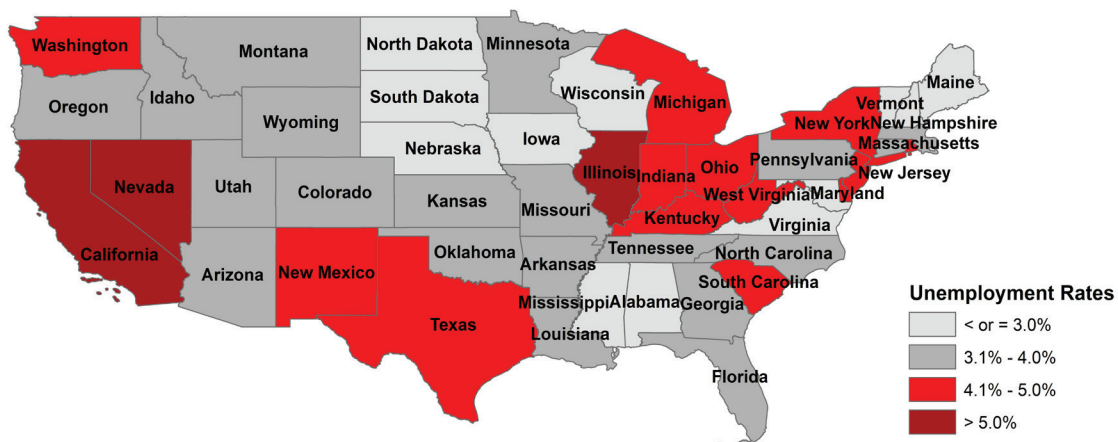 Washington
Montana
North Dakota
Minnesota
Maine
Oregon
Idaho
South Dakota
Wisconsin
Michigan
Vermont
Wyoming
New York
New Hampshire
Iowa
Massachusetts
Nebraska
Pennsylvania
Nevada
Illinois
Indiana
Ohio
New Jersey
Utah
Colorado
Kansas
Missouri
West Virginia
Maryland
Kentucky
Virginia
California
Oklahoma
Tennessee
North Carolina
Arizona
New Mexico
Arkansas
South Carolina
Mississippi
Alabama
Georgia
Texas
Louisiana
Florida
Unemployment Rates
< or = 3.0%
3.1% - 4.0%
4.1% - 5.0%
> 5.0%